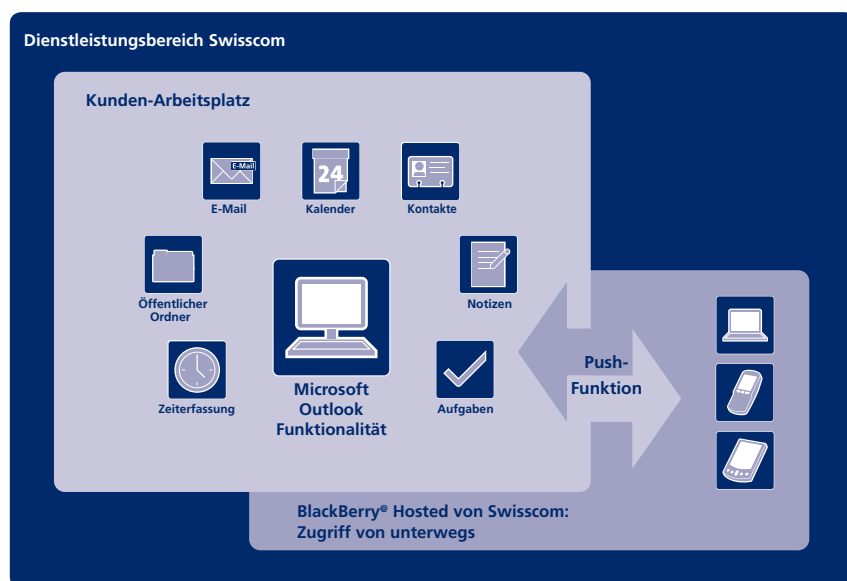 Dienstleistungsbereich Swisscom
Kunden-Arbeitsplatz
E-Mail
24
E-Mail
Kalender
Kontakte
Öffentlicher
Ordner
Notizen
Zeiterfassung
Microsoft
Outlook
Funktionalität
Aufgaben
Push-
Funktion
BlackBerry® Hosted von Swisscom:
Zugriff von unterwegs